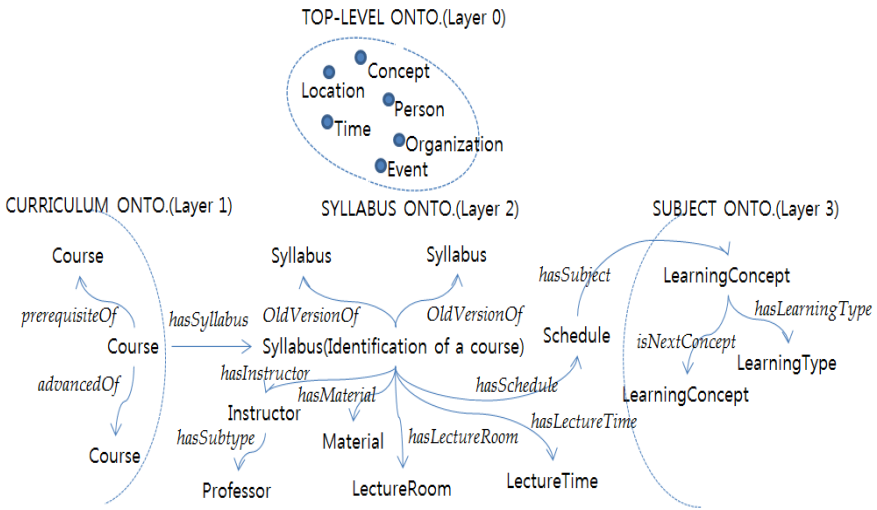 TOP-LEVEL ONTO.(Layer 0)
Concept
Location
Person
Time
Organization
Event
CURRICULUM ONTO.(Layer 1)
SYLLABUS ONTO.(Layer 2)
SUBJECT ONTO.(Layer 3)
Course
Syllabus
Syllabus
hasSubject
LearningConcept
prerequisiteOf
hasSyllabus
OldVersionOf
OldVersionOf
hasLearningType
Schedule
Course
Syllabus(Identification of a course)
isNextConcept
LearningType
advancedOf
hasInstructor
hasMaterial
hasSchedule
LearningConcept
Instructor
hasLectureTime
hasSubtype
Material
hasLectureRoom
Course
Professor
LectureRoom
LectureTime